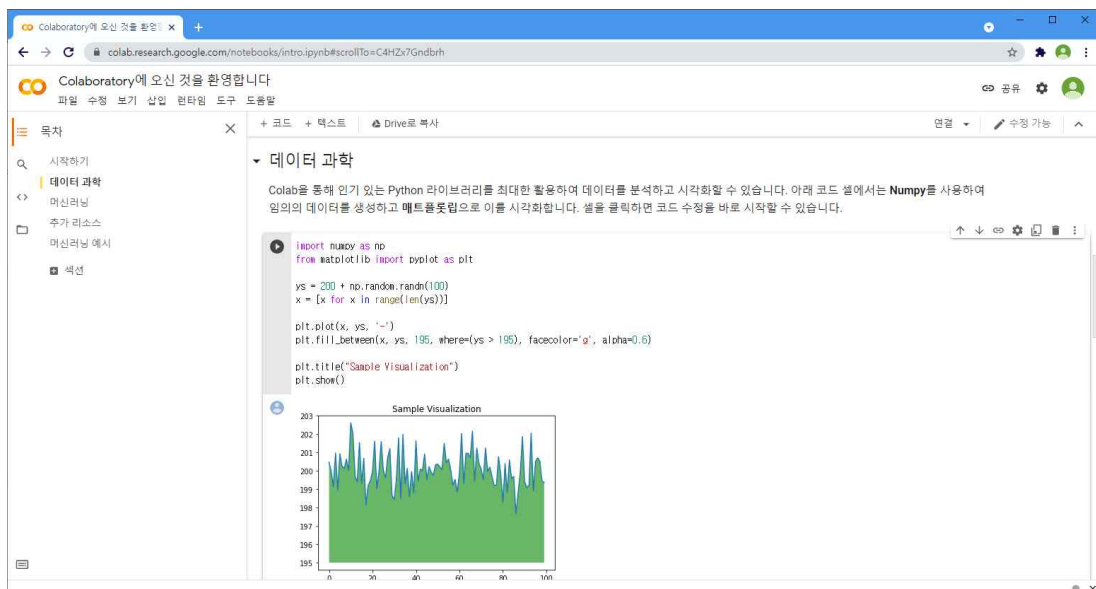 Colaboratory에 오신 것을 환영합
colab.research.google.com/notebooks/intro.ipynb#scrollTo=C4HZx7Gndbrh
CO Colaboratory에 오신 것을 환영합니다
파일 수정 보기 삽입 런타임 도구 도움말
공유
목차
+ 코드 + 텍스트 Drive로 복사
연결 수정 가능
시작하기
데이터 과학
머신러닝
추가 리소스
머신러닝 예시
섹션
데이터 과학
Colab을 통해 인기 있는 Python 라이브러리를 최대한 활용하여 데이터를 분석하고 시각화할 수 있습니다. 아래 코드 셀에서는 Numpy를 사용하여
임의의 데이터를 생성하고 매트플롯립으로 이를 시각화합니다. 셀을 클릭하면 코드 수정을 바로 시작할 수 있습니다.
import numpy as np
from matplotlib import pyplot as plt
ys = 200 + np.random.randn(100)
x = [x for x in range(len(ys))]
plt.plot(x, ys, '-')
plt.fill_between(x, ys, 195, where=(ys > 195), facecolor='g', alpha=0.6)
plt.title("Sample Visualization")
plt.show()
Sample Visualization
203
202
201
200
199
198
197
196
195
0 20 40 60 80 100